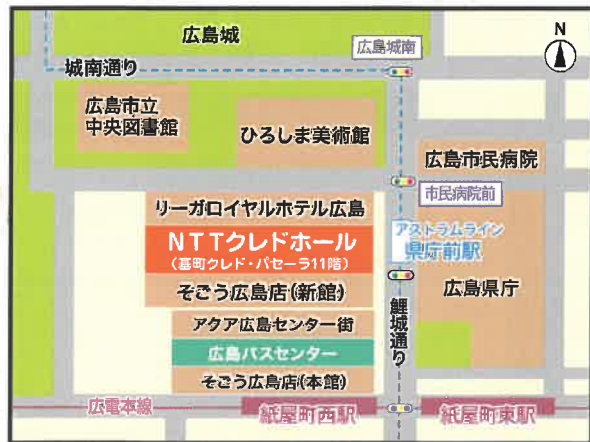 広島城
広島城南
N
城南通り
広島市立
中央図書館
ひろしま美術館
広島市民病院
市民病院前
リーガロイヤルホテル広島
NTTクレドホール
(基町クレド・パセーラ11階)
アストラムライン
県庁前駅
そごう広島店(新館)
広島県庁
鯉城通り
アクア広島センター街
広島バスセンター
そごう広島店(本館)
広電本線
紙屋町西駅
紙屋町東駅